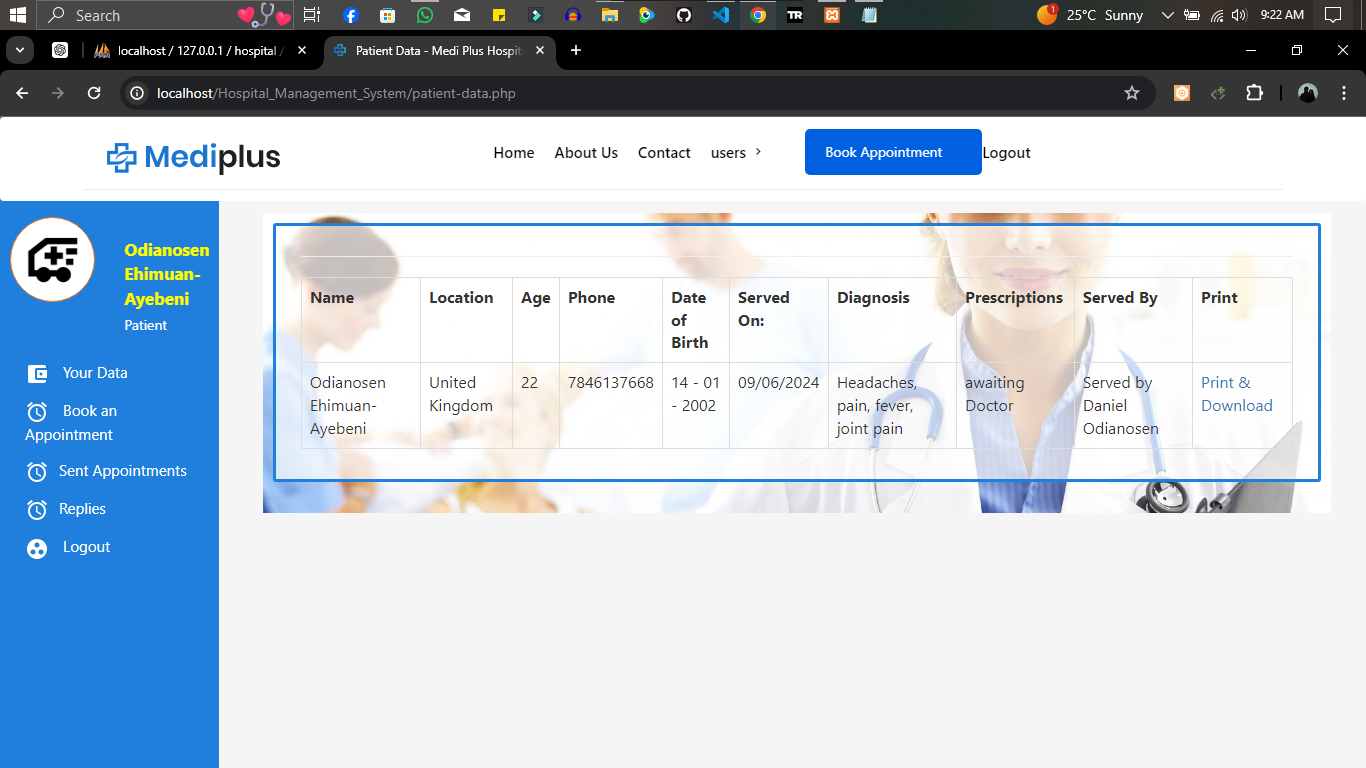 Search
25°C Sunny
9:22 AM
localhost / 127.0.0.1 / hospital /
Patient Data - Medi Plus Hospit
localhost/Hospital_Management_System/patient-data.php
Mediplus
Home
About Us
Contact
users
Book Appointment
Logout
Odianosen
Ehimuan-
Ayebeni
Patient
Your Data
Book an
Appointment
Sent Appointments
Replies
Logout
Name Location Age Phone Date Served Diagnosis Prescriptions Served By Print
of On:
Birth
Odianosen United 22 7846137668 14 - 01 09/06/2024 Headaches, awaiting Served by Print &
Ehimuan- Kingdom - 2002 pain, fever, Doctor Daniel Download
Ayebeni joint pain Odianosen